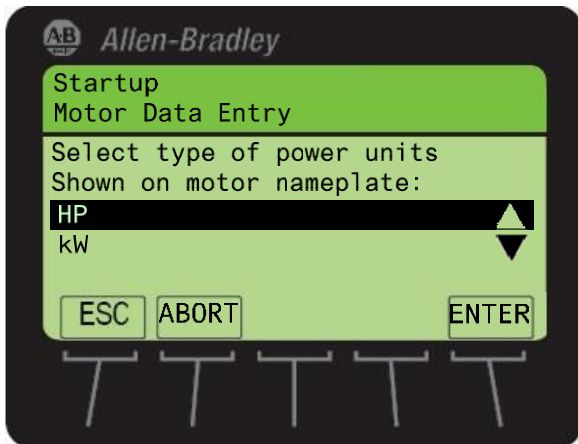 AB Allen-Bradley
Startup
Motor Data Entry
Select type of power units
Shown on motor nameplate:
HP
kW
ESC ABORT ENTER